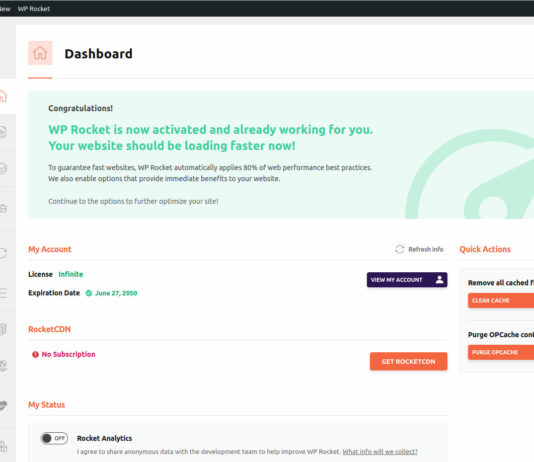 New WP Rocket
Dashboard
Congratulations!
WP Rocket is now activated and already working for you.
Your website should be loading faster now!
To guarantee fast websites, WP Rocket automatically applies 80% of web performance best practices.
We also enable options that provide immediate benefits to your website.
Continue to the options to further optimize your site!
My Account
Refresh info
Quick Actions
License Infinite
VIEW MY ACCOUNT
Expiration Date June 27, 2050
Remove all cached f
CLEAR CACHE
RocketCDN
Purge OPCache cont
No Subscription
GET ROCKETCDN
PURGE OPCACHE
My Status
OFF Rocket Analytics
I agree to share anonymous data with the development team to help improve WP Rocket. What info will we collect?